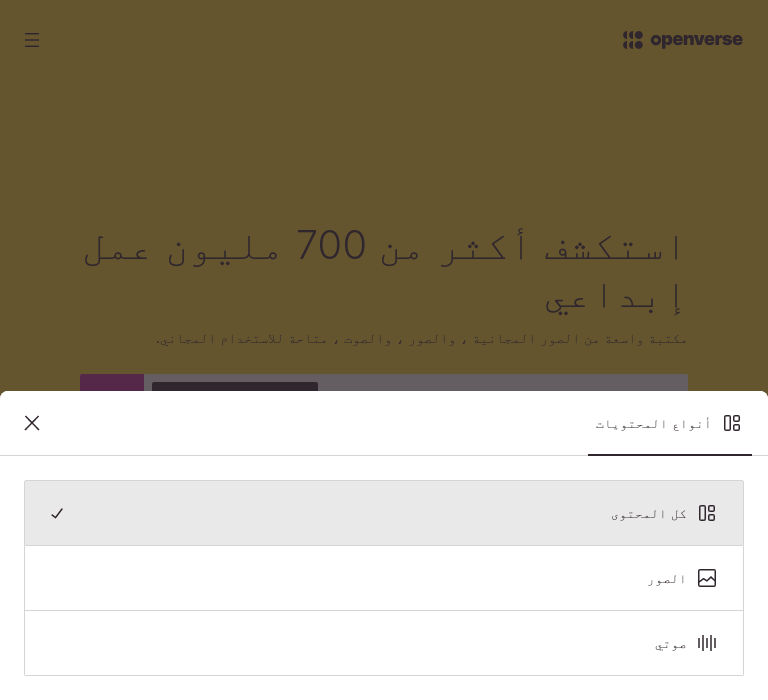 openverse
استكشف أكثر من 700 مليون عمل
إبداعي
مكتبة واسعة من الصور المجانية ، والصور ، والصوت ، متاحة للاستخدام المجاني.
أنواع المحتويات
كل المحتوى
الصور
صوتي